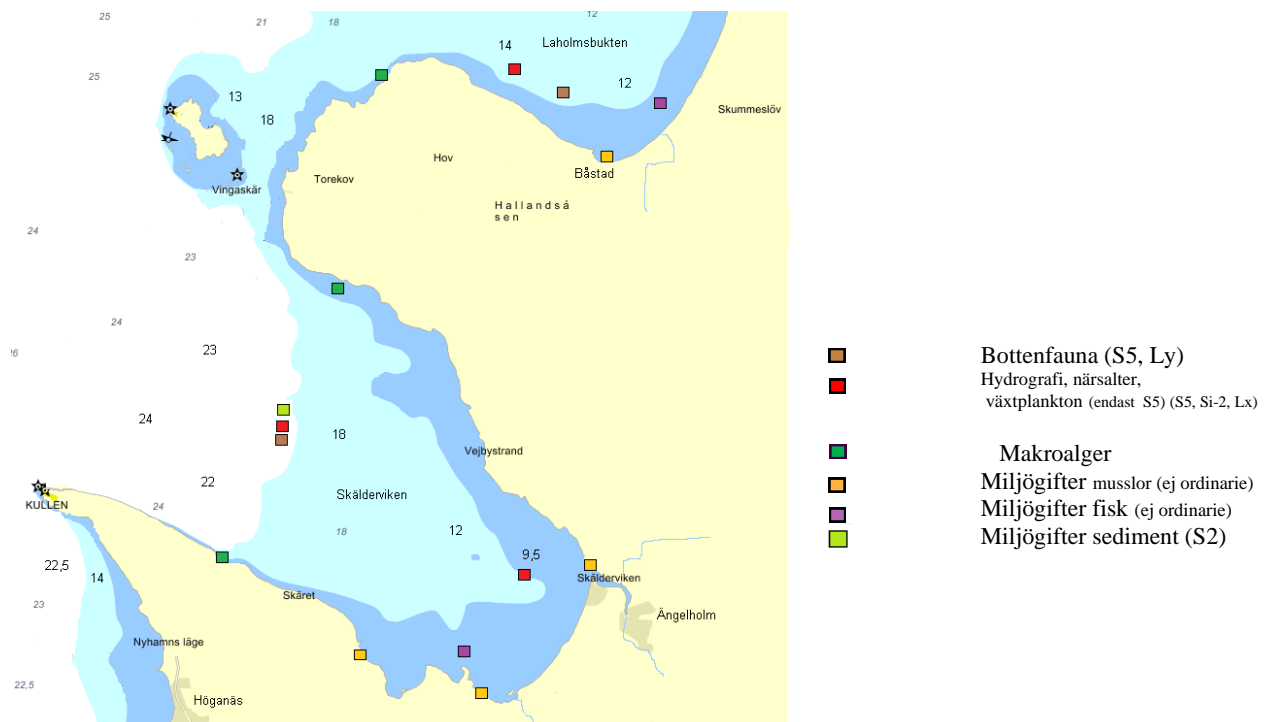 25
21
18
12
14
Laholmsbukten
25
12
13
Skummeslöv
18
Hov
Båstad
Torekov
Vingaskär
Hallandså
sen
24
23
24
23
24
18
Vejbystrand
22
Skälderviken
KULLEN
24
18
12
9,5
22,5
14
Skälderviken
Skäret
23
Ängelholm
Nyhamns läge
22,5
Höganäs
Bottenfauna (S5, Ly)
Hydrografi, närsalter,
växtplankton (endast S5) (S5, Si-2, Lx)
Makroalger
Miljögifter musslor (ej ordinarie)
Miljögifter fisk (ej ordinarie)
Miljögifter sediment (S2)